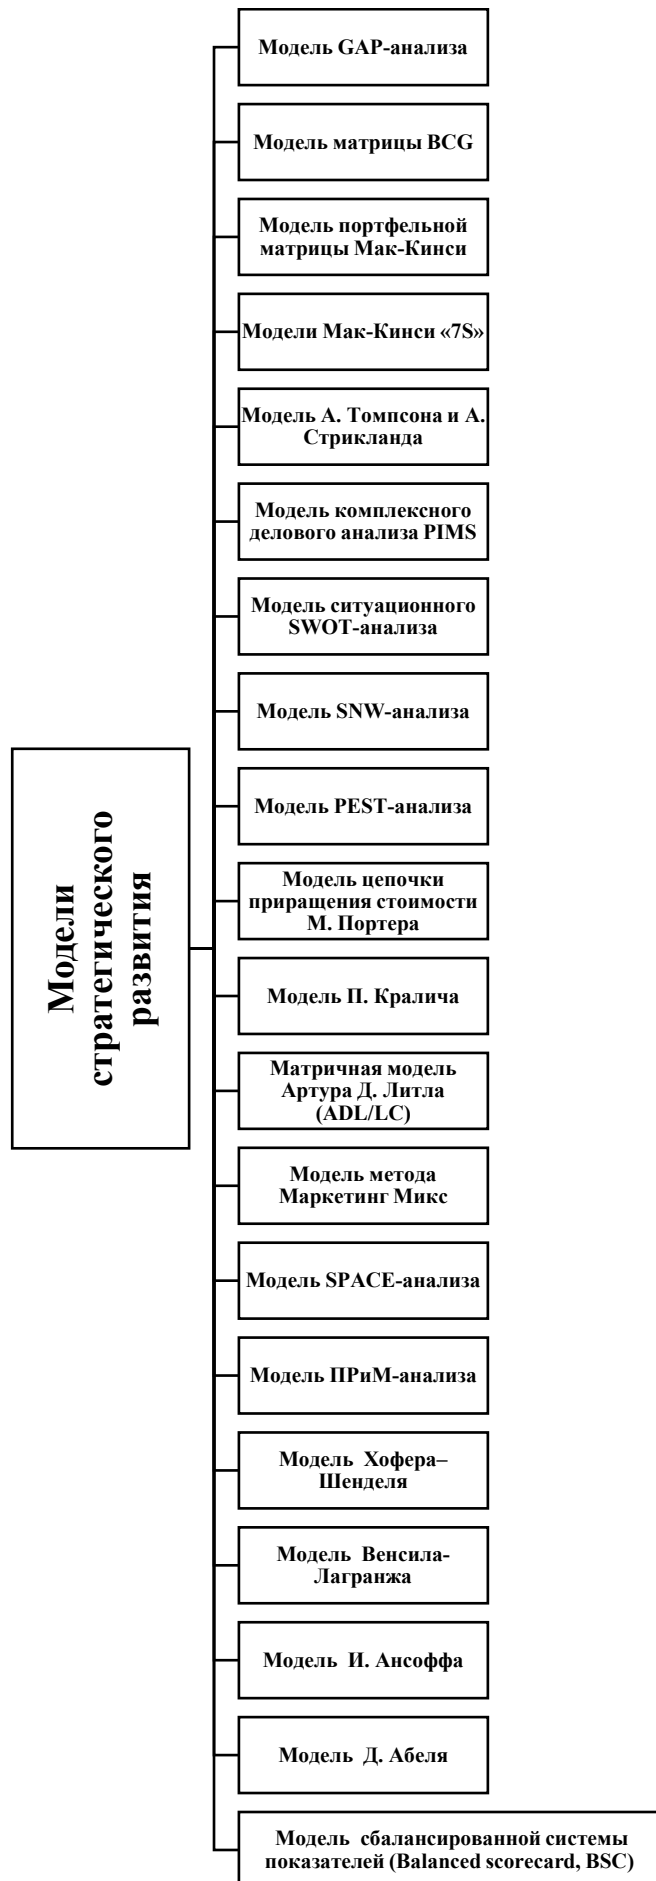 Модели
стратегического
развития
Модель GAP-анализа
Модель матрицы BCG
Модель портфельной
матрицы Мак-Кинси
Модели Мак-Кинси «7S»
Модель А. Томпсона и А.
Стрикланда
Модель комплексного
делового анализа PIMS
Модель ситуационного
SWOT-анализа
Модель SNW-анализа
Модель PEST-анализа
Модель цепочки
приращения стоимости
М. Портера
Модель П. Кралича
Матричная модель
Артура Д. Литла
(ADL/LC)
Модель метода
Маркетинг Микс
Модель SPACE-анализа
Модель ПРиМ-анализа
Модель  Хофера–
Шенделя
Модель  Венсила-
Лагранжа
Модель  И. Ансоффа
Модель  Д. Абеля
Модель  сбалансированной системы
показателей (Balanced scorecard, BSC)